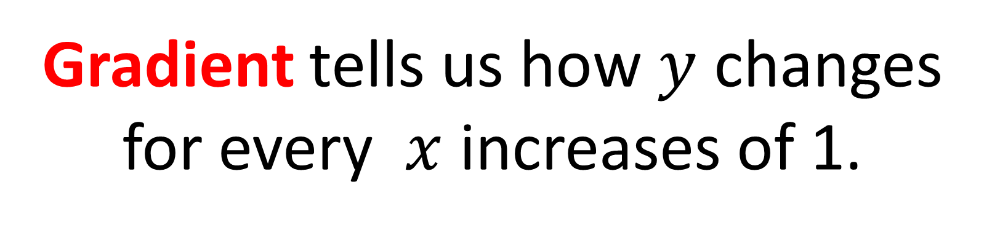 Gradient tells us how y changes
for every x increases of 1.